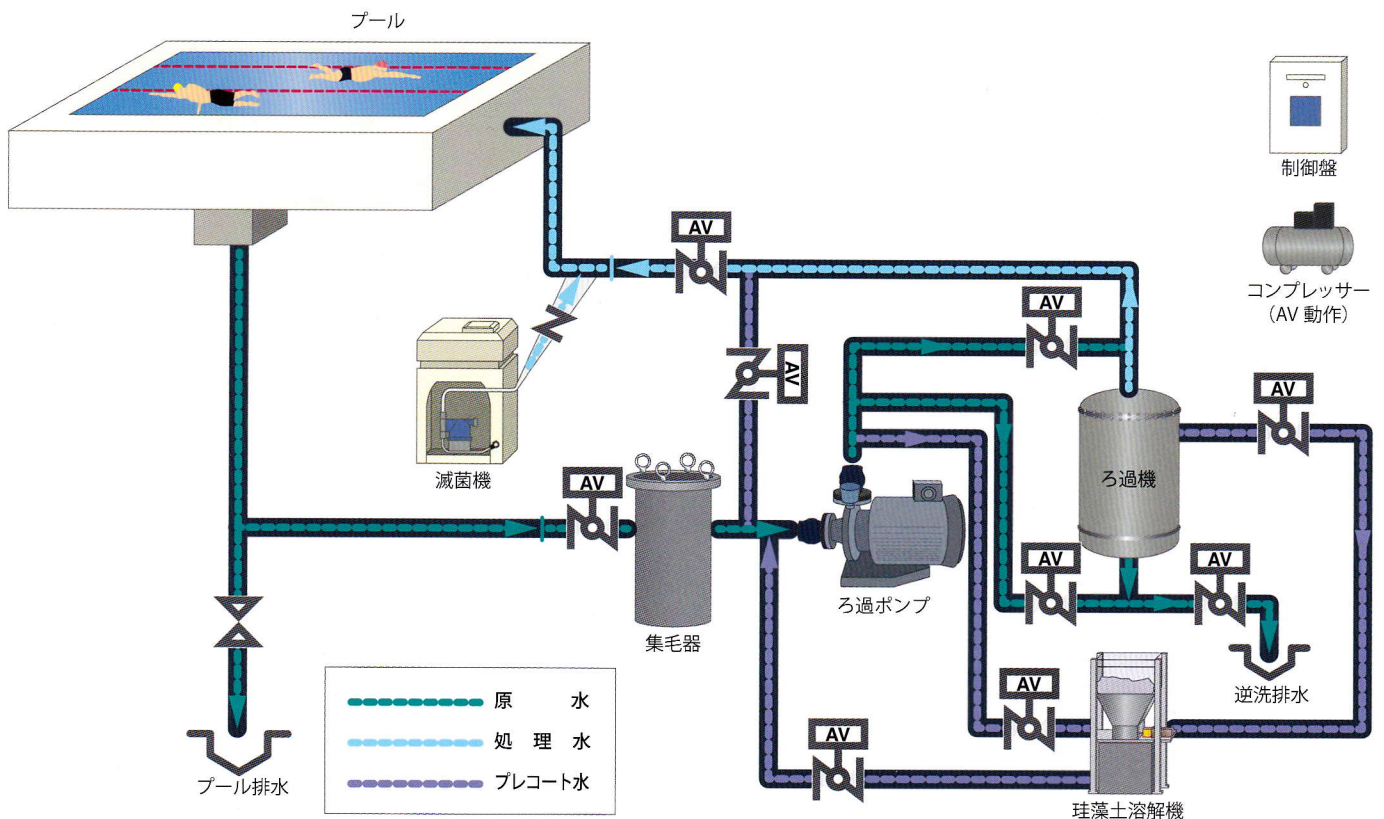 プール
制御盤
コンプレッサー
（AV 動作）
AV
AV
AV
AV
滅菌機
AV
ろ過機
ろ過ポンプ
AV
AV
集毛器
AV
逆洗排水
AV
原水
処理水
プレコート水
プール排水
珪藻土溶解機